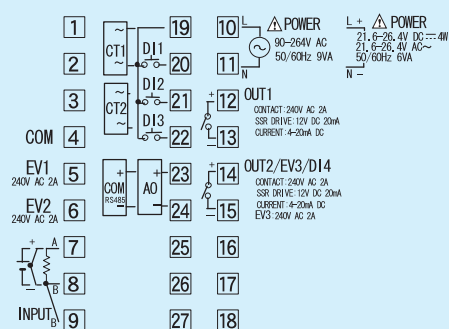 1
2
3
COM 4
EV1 5
240V AC 2A
EV2 6
240V AC 2A
7
8
INPUT
9
+
−
A
B
B
~
CT1
~
~
CT2
~
+
COM
RS485
−
+
AO
−
DI1
DI2
DI3
19
20
21
22
23
24
25
26
27
10
11
12
13
14
15
16
17
18
L
N
POWER
90-264V AC
50/60Hz 9VA
L +
N −
POWER
21.6-26.4V DC 4W
21.6-26.4V AC~
50/60Hz 6VA
+
−
OUT1
CONTACT:240V AC 2A
SSR DRIVE:12V DC 20mA
CURRENT:4-20mA DC
+
−
OUT2/EV3/DI4
CONTACT:240V AC 2A
SSR DRIVE:12V DC 20mA
CURRENT:4-20mA DC
EV3:240V AC 2A